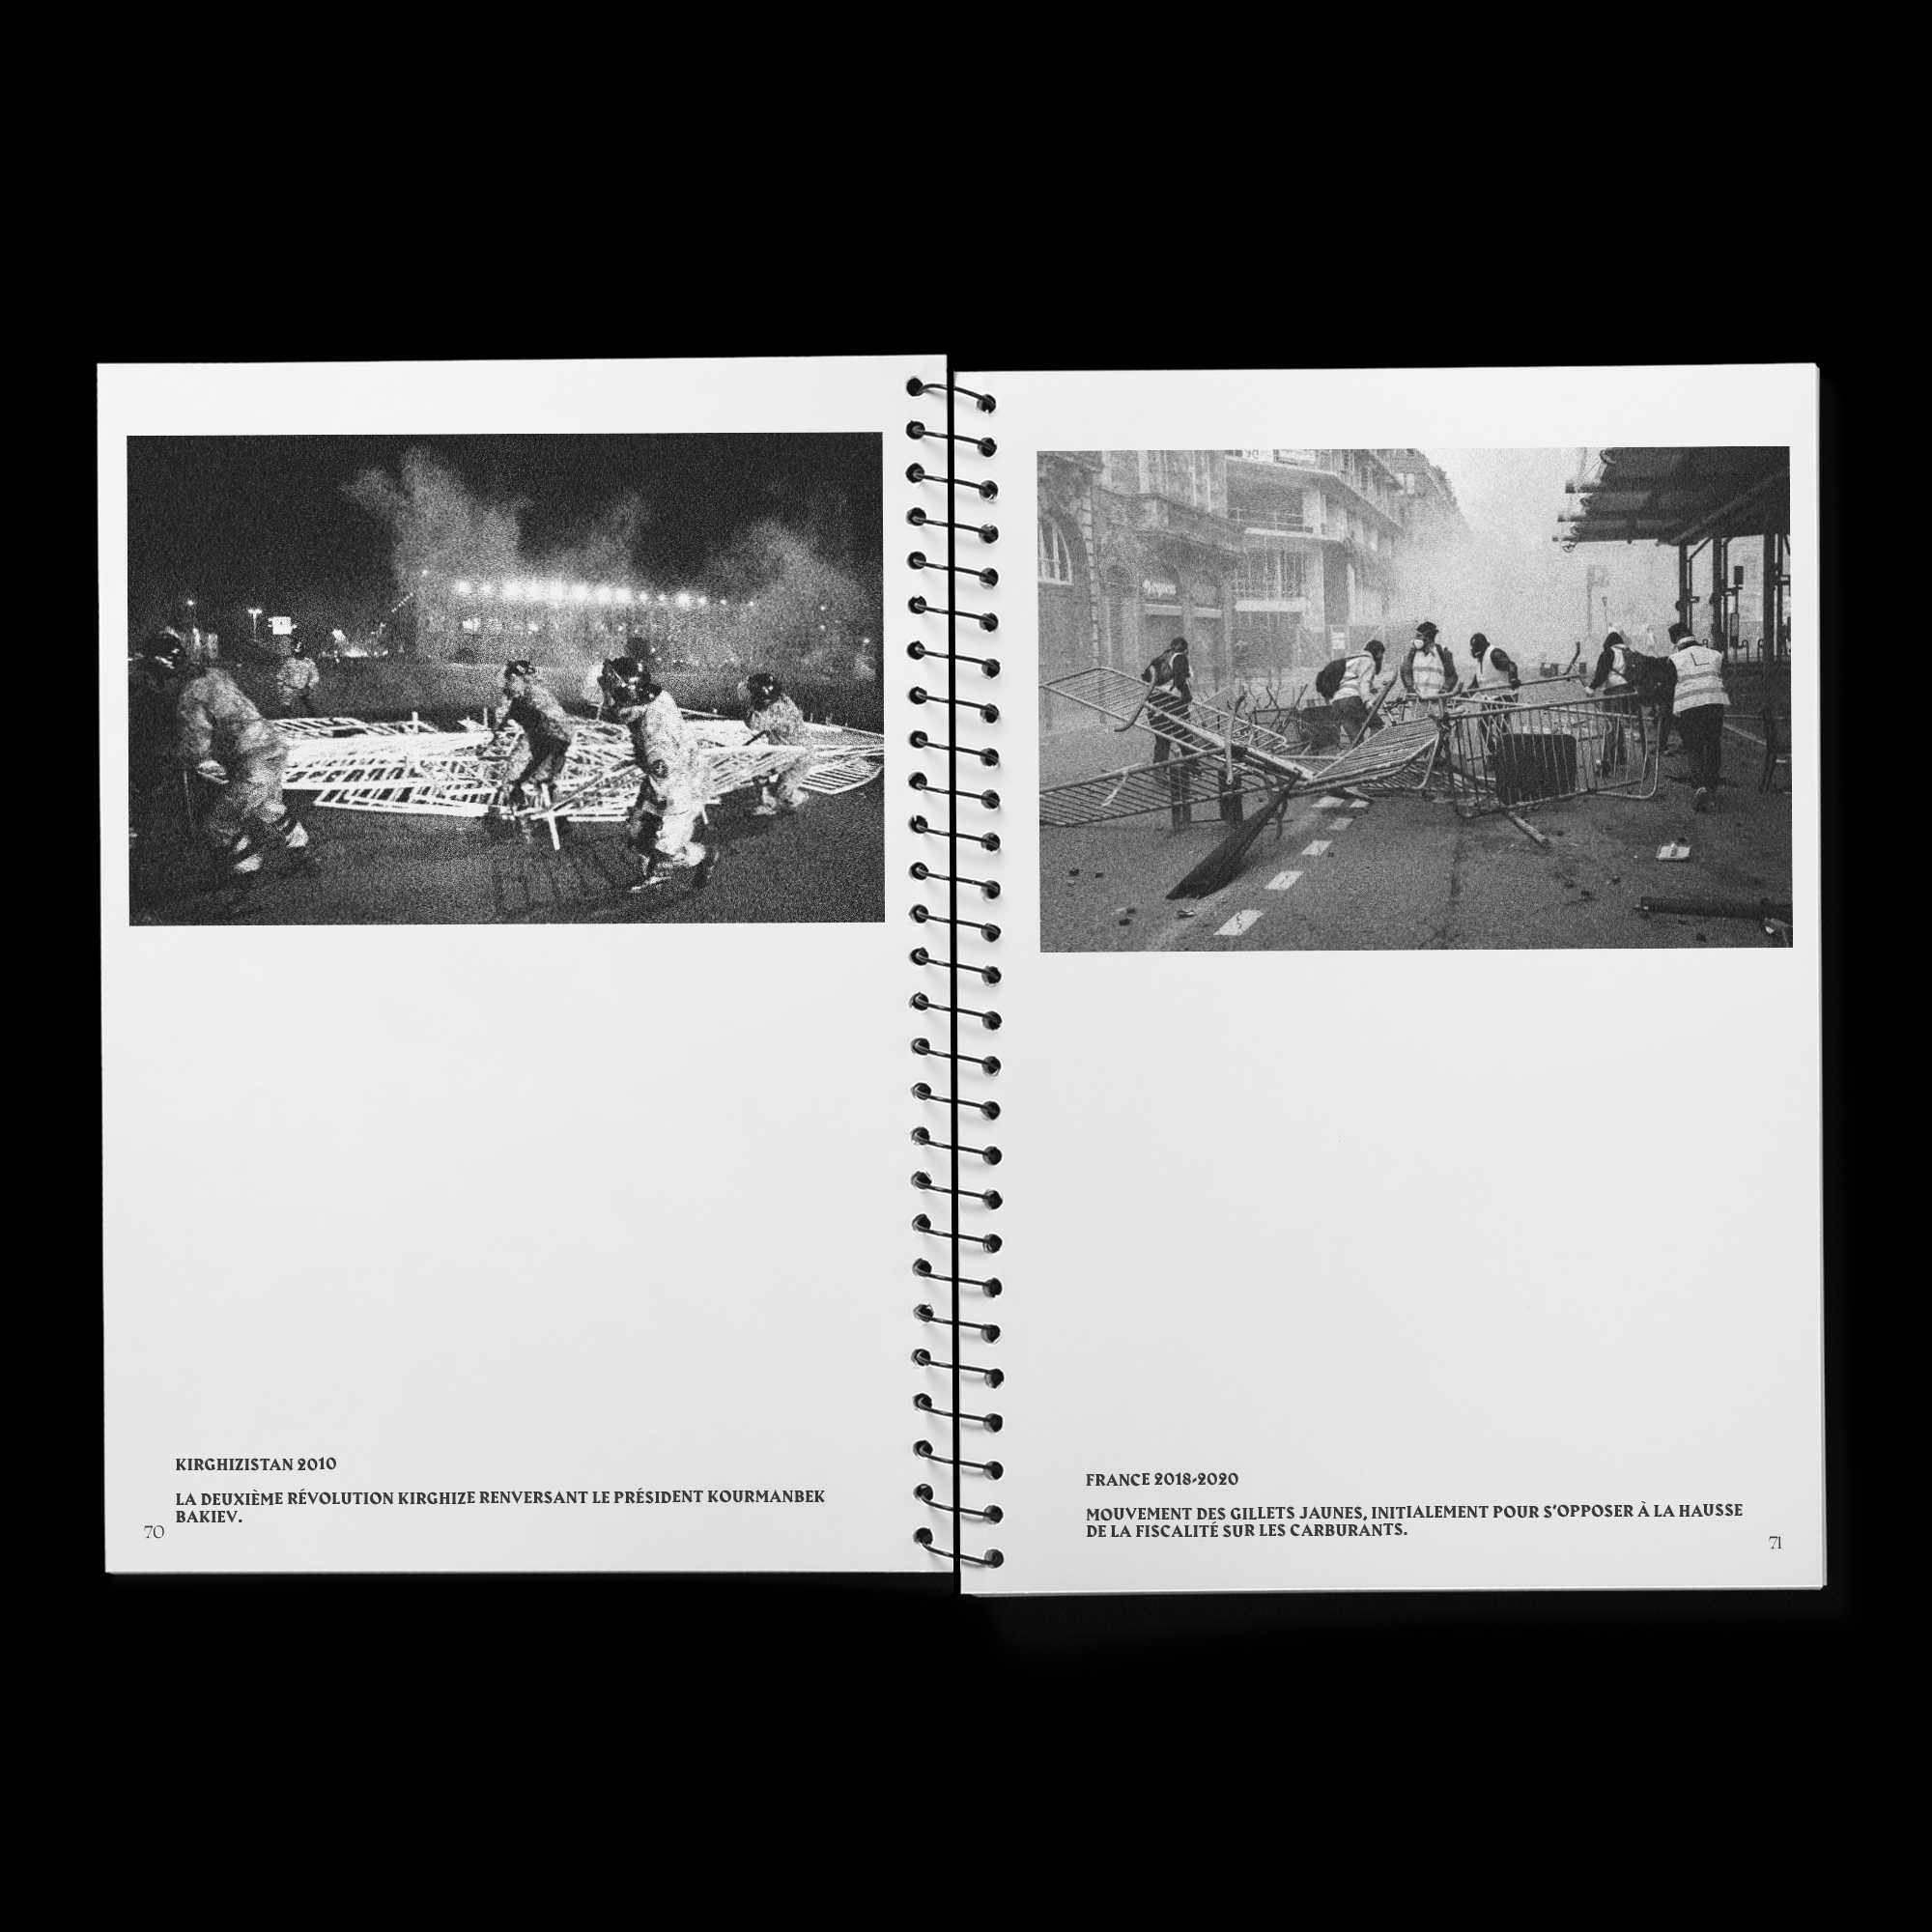 KIRGHIZISTAN 2010
LA DEUXIÈME RÉVOLUTION KIRGHIZE RENVERSANT LE PRÉSIDENT KOURMANBEK
BAKIEV.
70
FRANCE 2018-2020
MOUVEMENT DES GILLETS JAUNES, INITIALEMENT POUR S'OPPOSER À LA HAUSSE
DE LA FISCALITÉ SUR LES CARBURANTS.
71